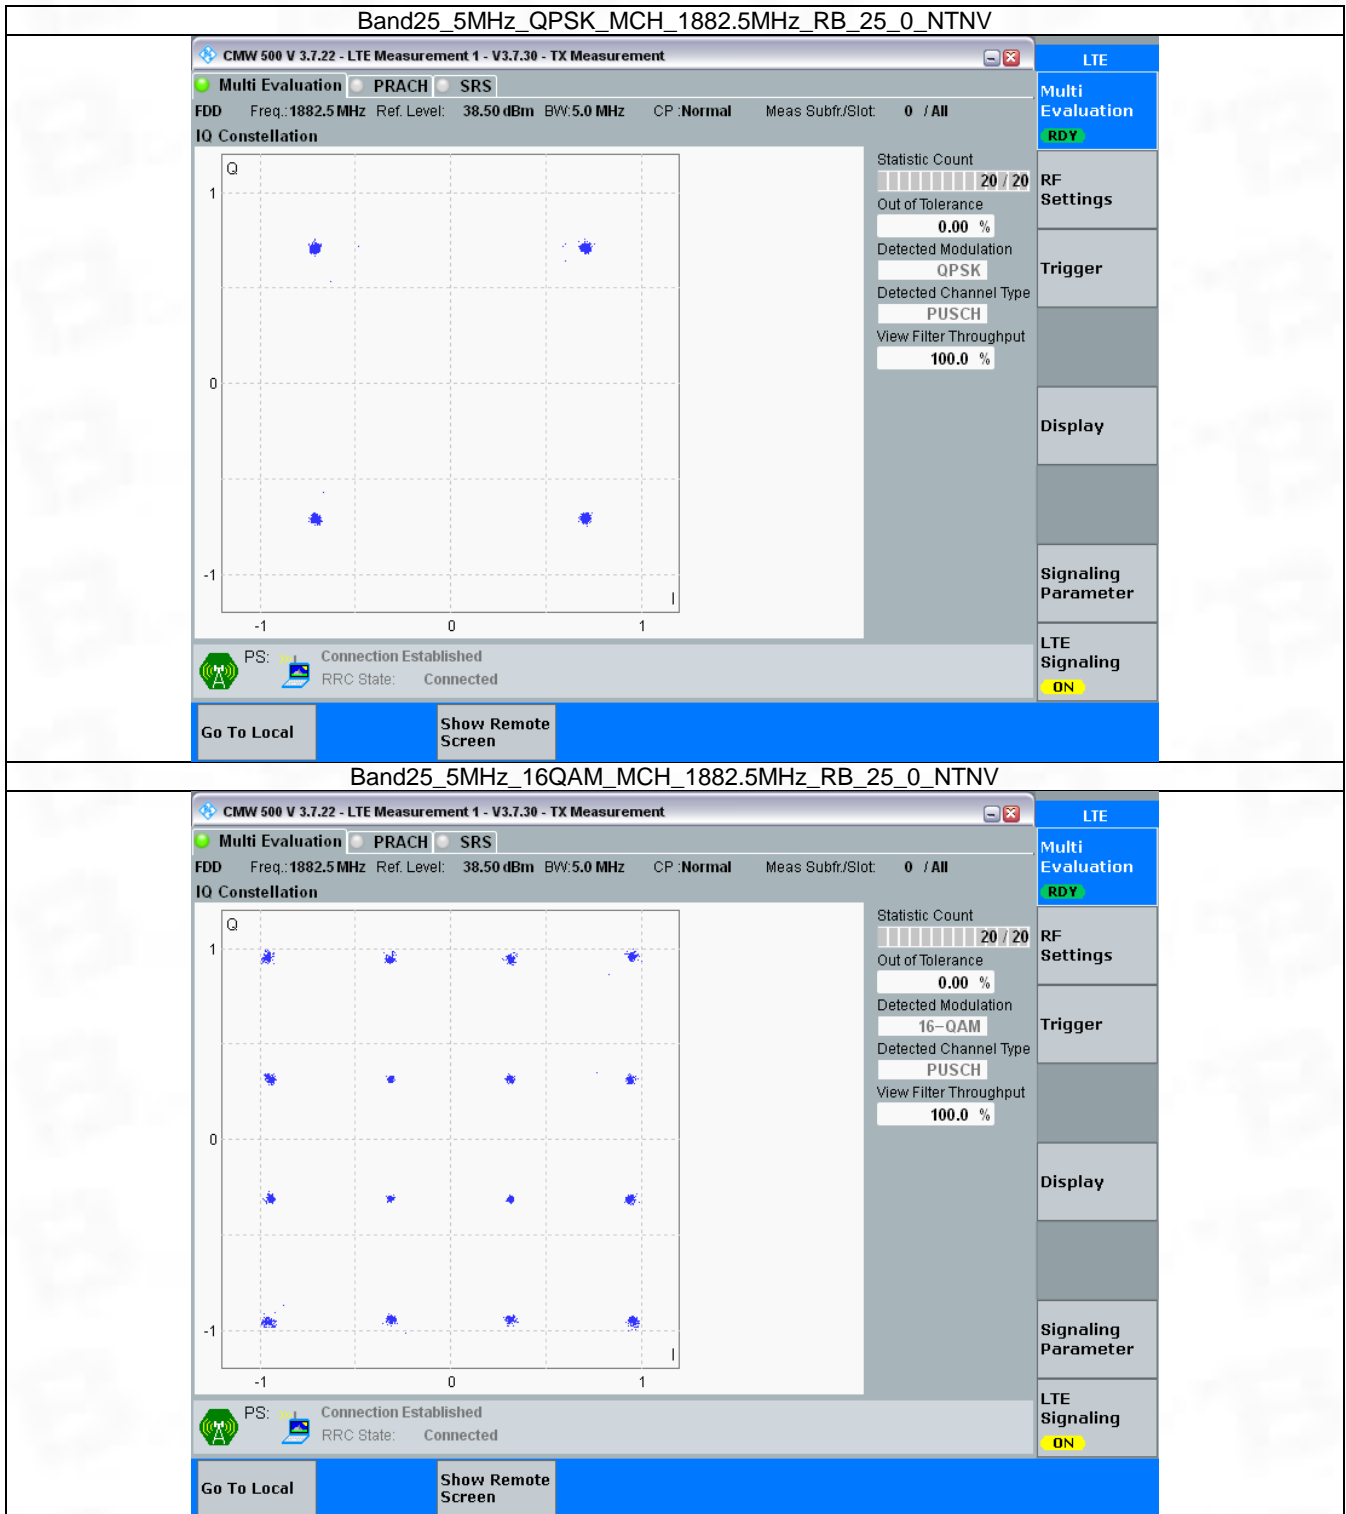 Band25_5MHz_QPSK_MCH_1882.5MHz_RB_25_0_NTNV
CMW 500 V 3.7.22 - LTE Measurement 1 - V3.7.30 - TX Measurement
LTE
Multi Evaluation PRACH SRS
Multi
Evaluation
RDY
FDD Freq.: 1882.5 MHz Ref. Level: 38.50 dBm BW: 5.0 MHz CP : Normal Meas Subfr./Slot: 0 / All
IQ Constellation
Q
1
0
-1
-1
0
1
I
Statistic Count
20 / 20
Out of Tolerance
0.00 %
Detected Modulation
QPSK
Detected Channel Type
PUSCH
View Filter Throughput
100.0 %
RF
Settings
Trigger
Display
Signaling
Parameter
LTE
Signaling
ON
PS:
Connection Established
RRC State: Connected
Go To Local
Show Remote
Screen
Band25_5MHz_16QAM_MCH_1882.5MHz_RB_25_0_NTNV
CMW 500 V 3.7.22 - LTE Measurement 1 - V3.7.30 - TX Measurement
LTE
Multi Evaluation PRACH SRS
Multi
Evaluation
RDY
FDD Freq.: 1882.5 MHz Ref. Level: 38.50 dBm BW: 5.0 MHz CP : Normal Meas Subfr./Slot: 0 / All
IQ Constellation
Q
1
0
-1
-1
0
1
I
Statistic Count
20 / 20
Out of Tolerance
0.00 %
Detected Modulation
16-QAM
Detected Channel Type
PUSCH
View Filter Throughput
100.0 %
RF
Settings
Trigger
Display
Signaling
Parameter
LTE
Signaling
ON
PS:
Connection Established
RRC State: Connected
Go To Local
Show Remote
Screen